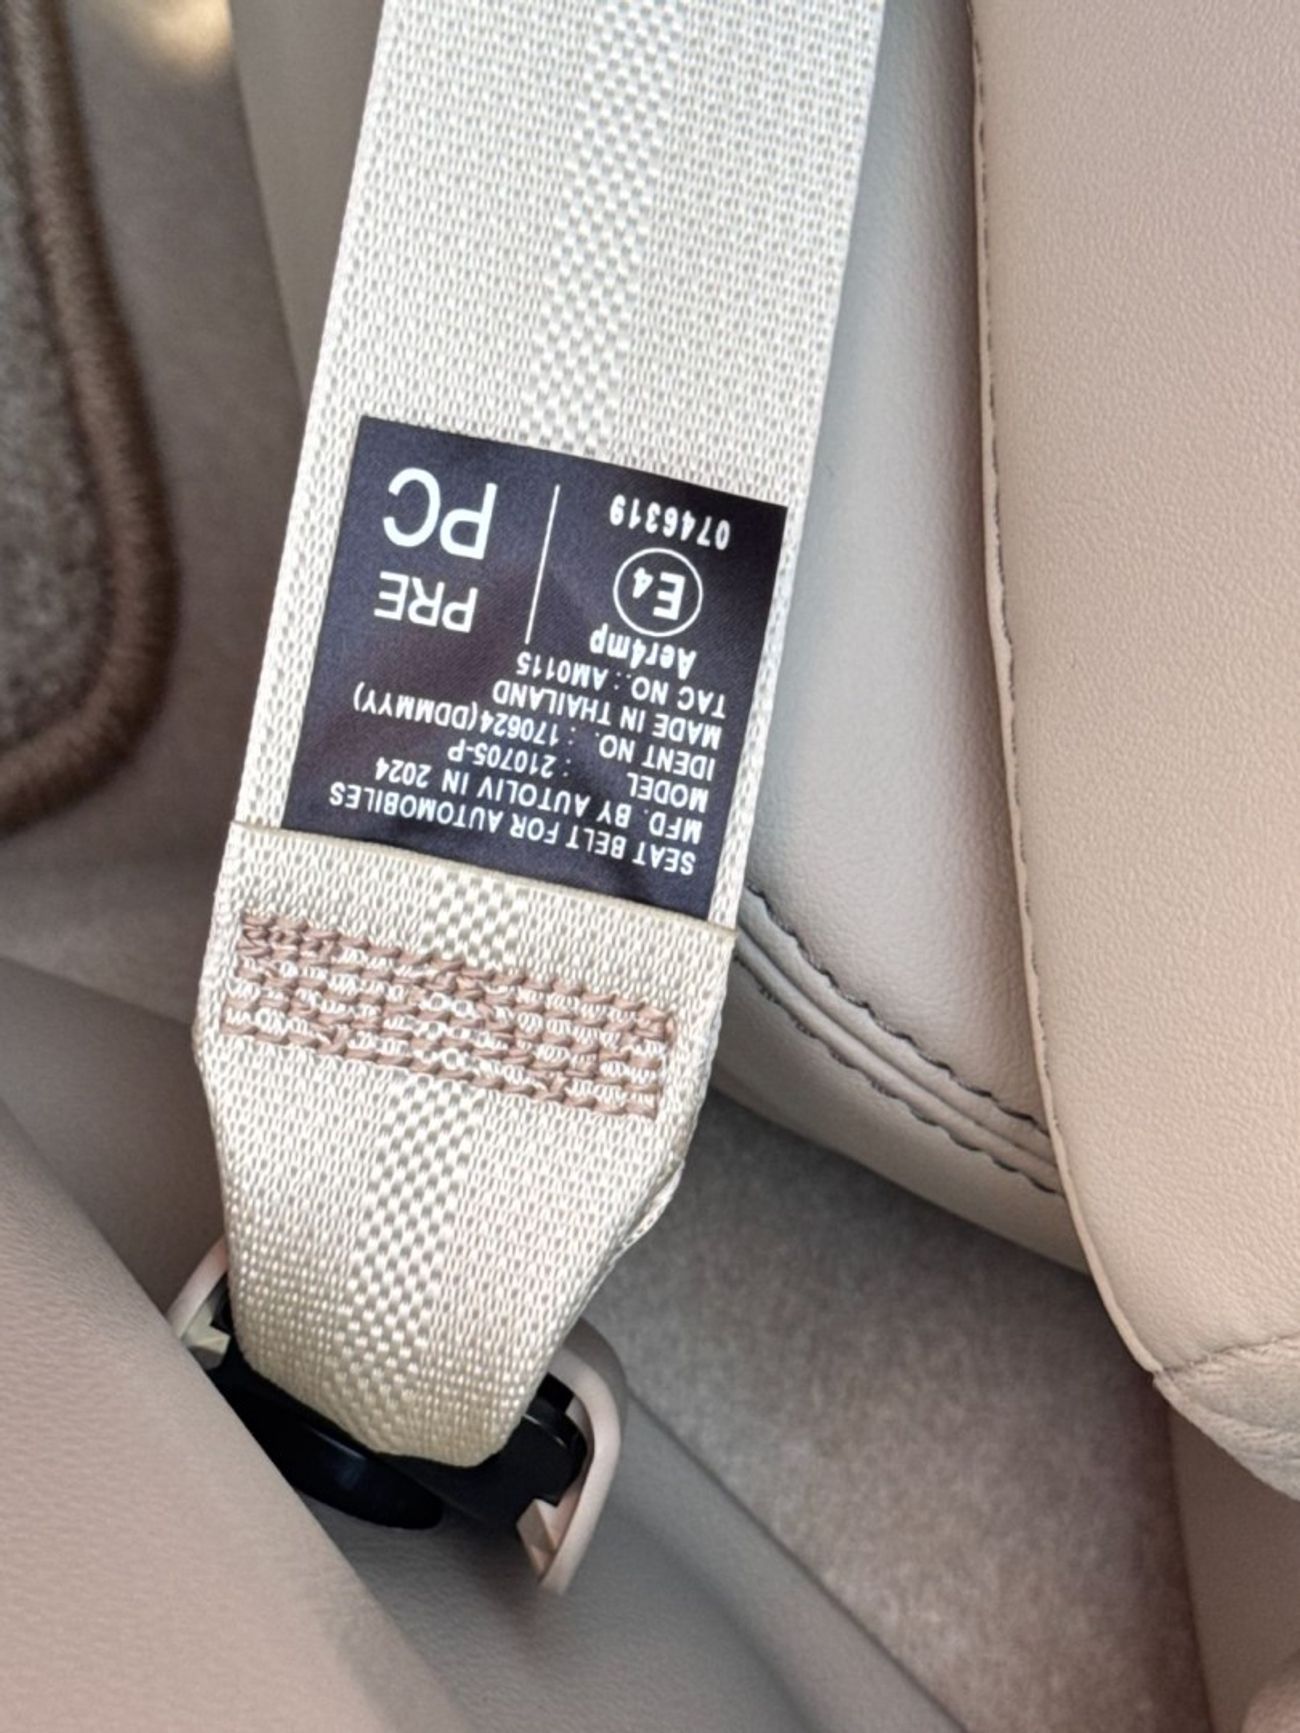 SEAT BELT FOR AUTOMOBILES
MFD. BY AUTOLIV IN 2024
MODEL : 210705-P
IDENT NO. : 170624(DDMMYY)
MADE IN THAILAND
TAC NO.: AM0115
Aer4mp
E4
0746319
PRE
PC